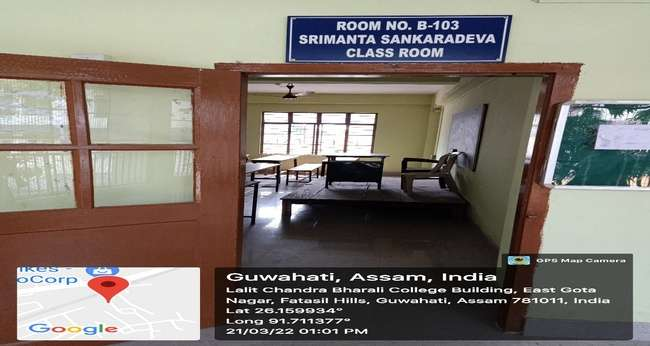 ROOM NO. B-103
SRIMANTA SANKARADEVA
CLASS ROOM
GPS Map Camera
Guwahati, Assam, India
Lalit Chandra Bharali College Building, East Gota
Nagar, Fatasil Hills, Guwahati, Assam 781011, India
Lat 26.159934°
Long 91.711377°
21/03/22 01:01 PM
ikes -
oCorp
Google